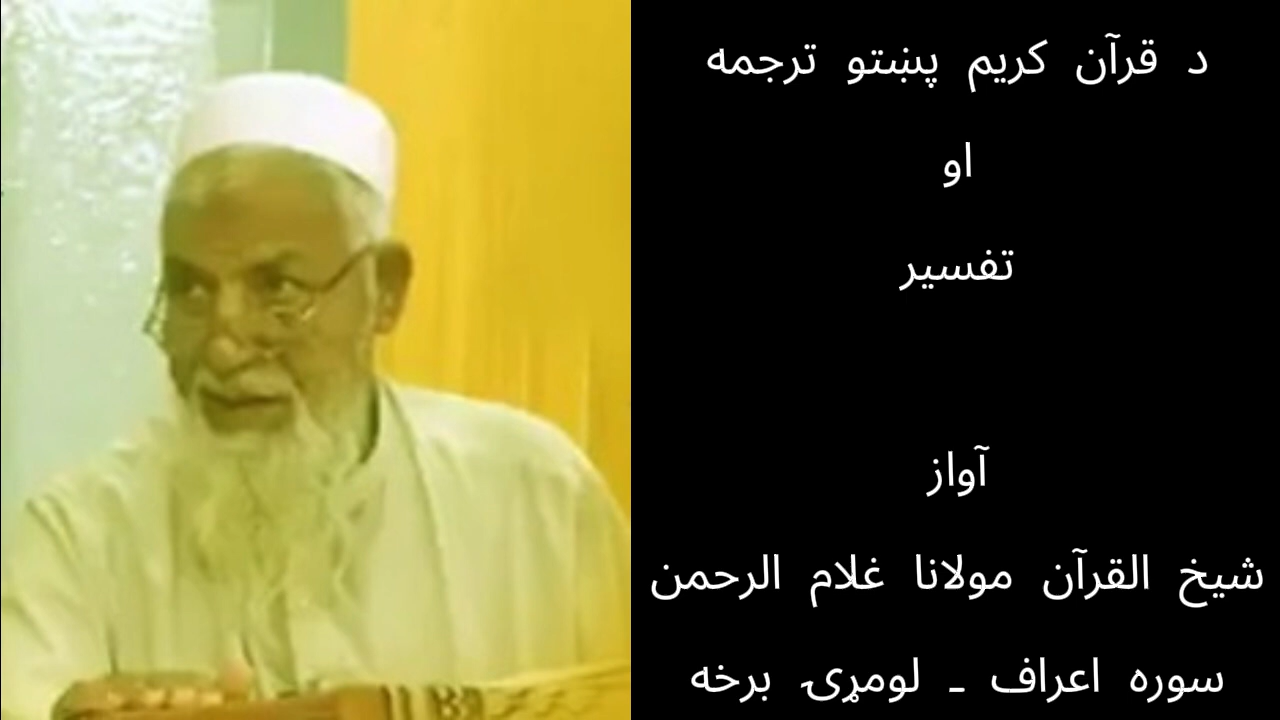 د قرآن کریم پښتو ترجمه
او
تفسیر
آواز
شیخ القرآن مولانا غلام الرحمن
سوره اعراف ـ لومړۍ برخه